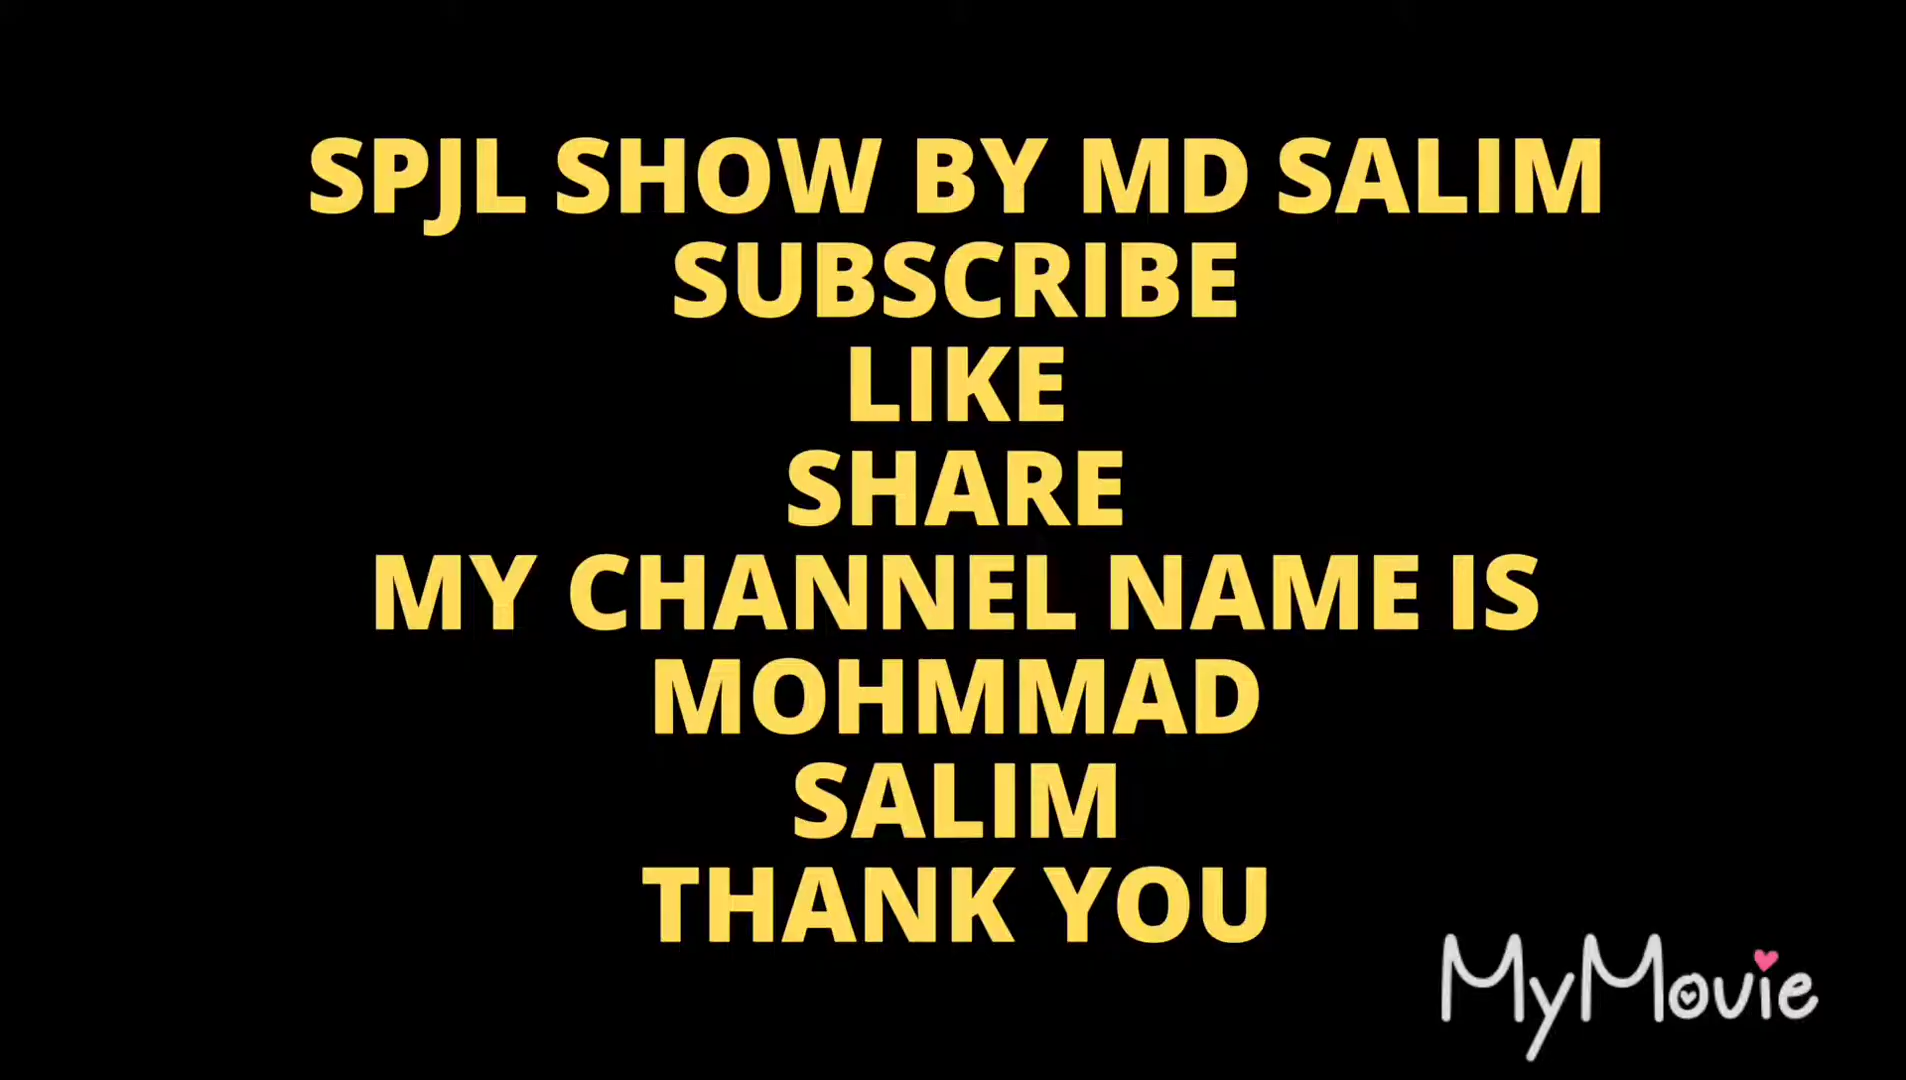 SPJL SHOW BY MD SALIM
SUBSCRIBE
LIKE
SHARE
MY CHANNEL NAME IS
MOHMMAD
SALIM
THANK YOU
MyMovie